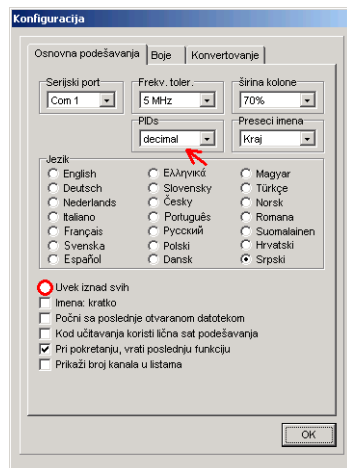 Konfiguracija
Osnovna podešavanja Boje Konvertovanje
Serijski port Frekv. toler. širina kolone
Com 1 5 MHz 70%
PIDs Preseci imena
decimal Kraj
Jezik
English Ελληνικά Magyar
Deutsch Slovensky Türkçe
Nederlands Česky Norsk
Italiano Português Romana
Français Русский Suomalainen
Svenska Polski Hrvatski
Español Dansk Srpski
Uvek iznad svih
Imena: kratko
Počni sa poslednje otvaranom datotekom
Kod učitavanja koristi lična sat podešavanja
Pri pokretanju, vrati poslednju funkciju
Prikaži broj kanala u listama
OK